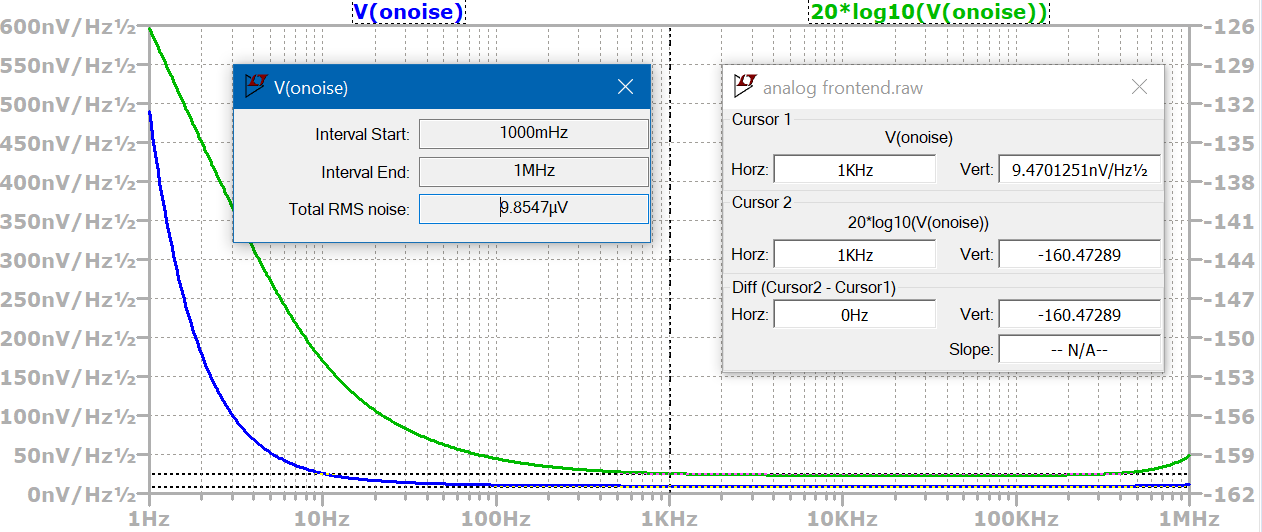 V(onoise) 20*log10(V(onoise))
600nV/Hz½ -126
550nV/Hz½ -129
500nV/Hz½ -132
450nV/Hz½ -135
400nV/Hz½ -138
350nV/Hz½ -141
300nV/Hz½ -144
250nV/Hz½ -147
200nV/Hz½ -150
150nV/Hz½ -153
100nV/Hz½ -156
50nV/Hz½ -159
0nV/Hz½ -162
1Hz 10Hz 100Hz 1KHz 10KHz 100KHz 1MHz
V(onoise)
Interval Start: 1000mHz
Interval End: 1MHz
Total RMS noise: 9.8547µV
analog frontend.raw
Cursor 1
V(onoise)
Horz: 1KHz Vert: 9.4701251nV/Hz½
Cursor 2
20*log10(V(onoise))
Horz: 1KHz Vert: -160.47289
Diff (Cursor2 - Cursor1)
Horz: 0Hz Vert: -160.47289
Slope: -- N/A--